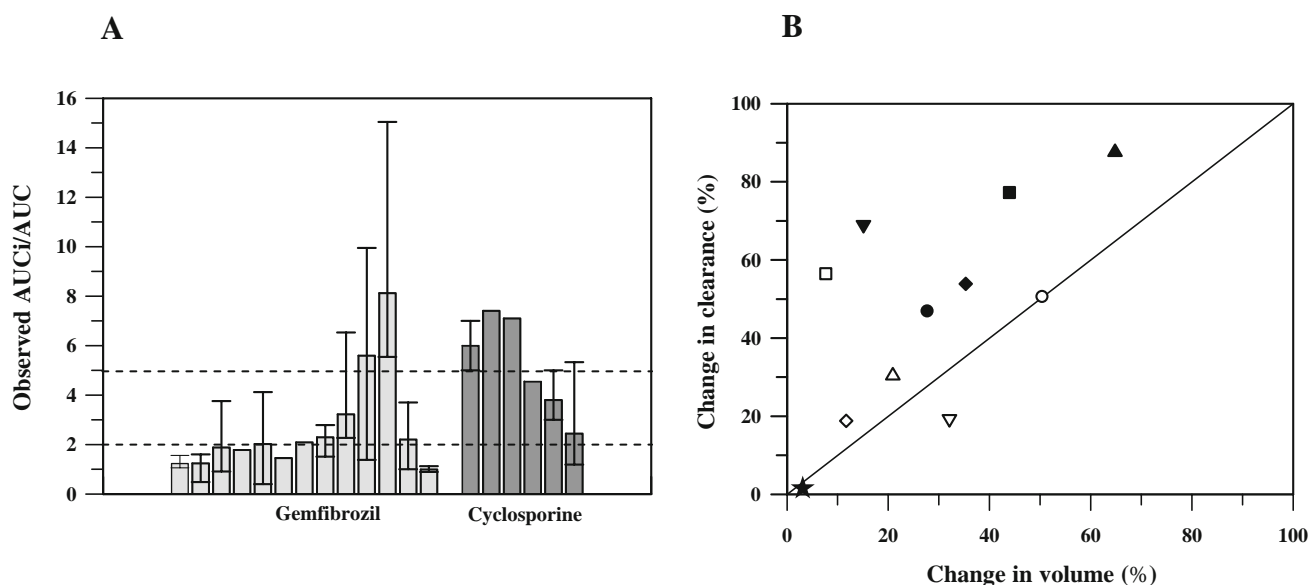 A
Observed AUCi/AUC
16
14
12
10
8
6
4
2
0
Gemfibrozil
Cyclosporine
B
Change in clearance (%)
100
80
60
40
20
0
0 20 40 60 80 100
Change in volume (%)